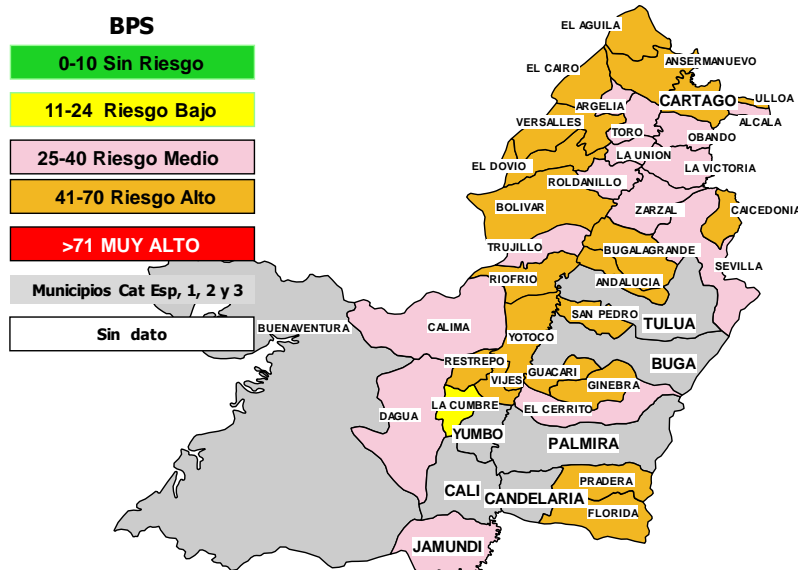 BPS
0-10 Sin Riesgo
11-24 Riesgo Bajo
25-40 Riesgo Medio
41-70 Riesgo Alto
>71 MUY ALTO
Municipios Cat Esp, 1, 2 y 3
Sin dato
EL AGUILA
ANSERMANUEVO
EL CAIRO
ULLOA
CARTAGO
ARGELIA
ALCALA
VERSALLES
TORO
OBANDO
LA UNION
EL DOVIO
LA VICTORIA
ROLDANILLO
BOLIVAR
ZARZAL
CAICEDONIA
TRUJILLO
BUGALAGRANDE
SEVILLA
RIOFRIO
ANDALUCIA
SAN PEDRO
TULUA
BUENAVENTURA
CALIMA
YOTOCO
RESTREPO
BUGA
GUACARI
VIJES
GINEBRA
LA CUMBRE
EL CERRITO
DAGUA
YUMBO
PALMIRA
PRADERA
CALI
CANDELARIA
FLORIDA
JAMUNDI